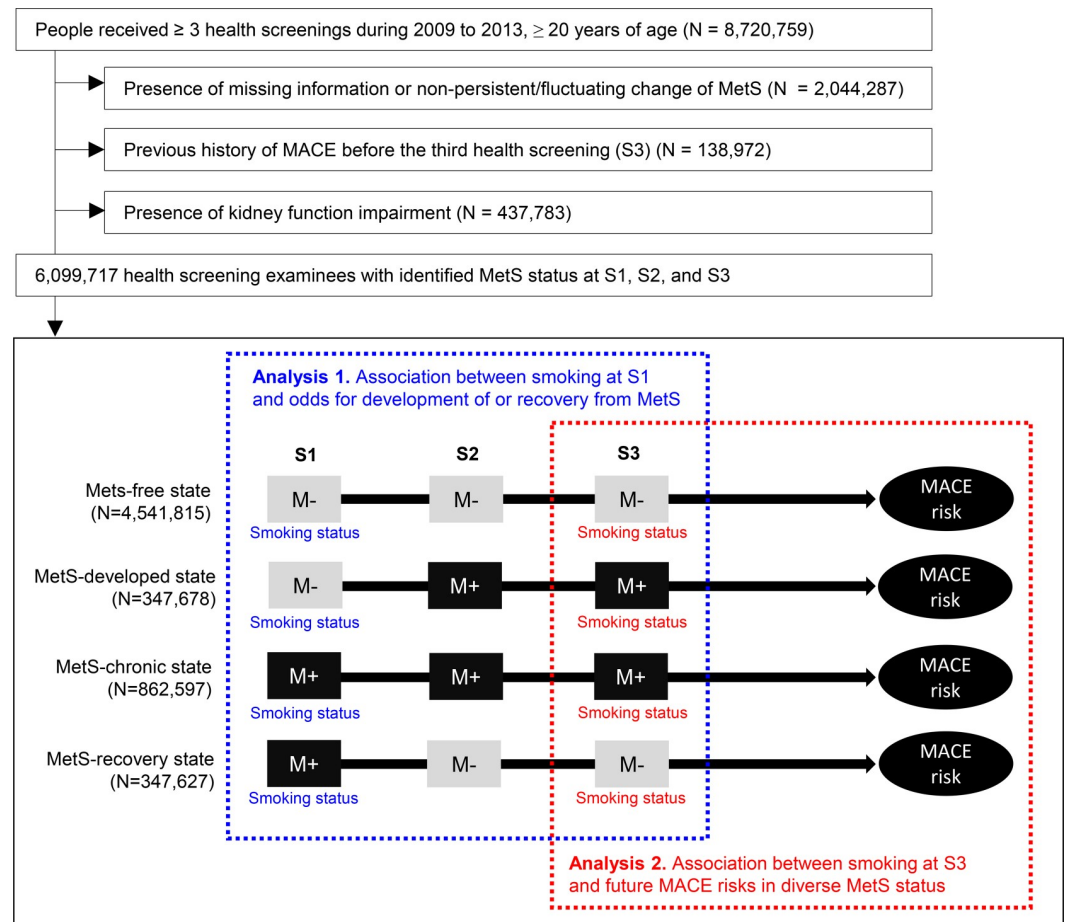 People received ≥ 3 health screenings during 2009 to 2013, ≥ 20 years of age (N = 8,720,759)
Presence of missing information or non-persistent/fluctuating change of MetS (N = 2,044,287)
Previous history of MACE before the third health screening (S3) (N = 138,972)
Presence of kidney function impairment (N = 437,783)
6,099,717 health screening examinees with identified MetS status at S1, S2, and S3
Analysis 1. Association between smoking at S1
and odds for development of or recovery from MetS
S1 S2 S3
Mets-free state
(N=4,541,815)
M- M- M- MACE
risk
Smoking status Smoking status
MetS-developed state
(N=347,678)
M- M+ M+ MACE
risk
Smoking status Smoking status
MetS-chronic state
(N=862,597)
M+ M+ M+ MACE
risk
Smoking status Smoking status
MetS-recovery state
(N=347,627)
M+ M- M- MACE
risk
Smoking status Smoking status
Analysis 2. Association between smoking at S3
and future MACE risks in diverse MetS status